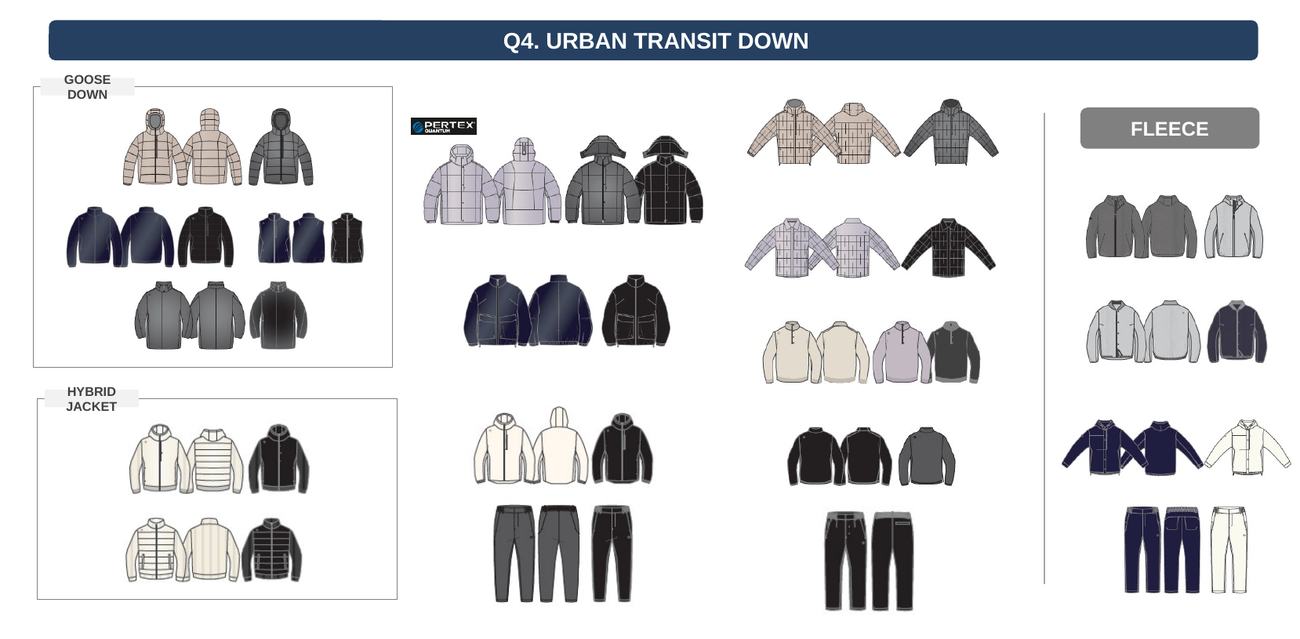 Q4. URBAN TRANSIT DOWN
GOOSE
DOWN
PERTEX
QUANTUM
FLEECE
HYBRID
JACKET